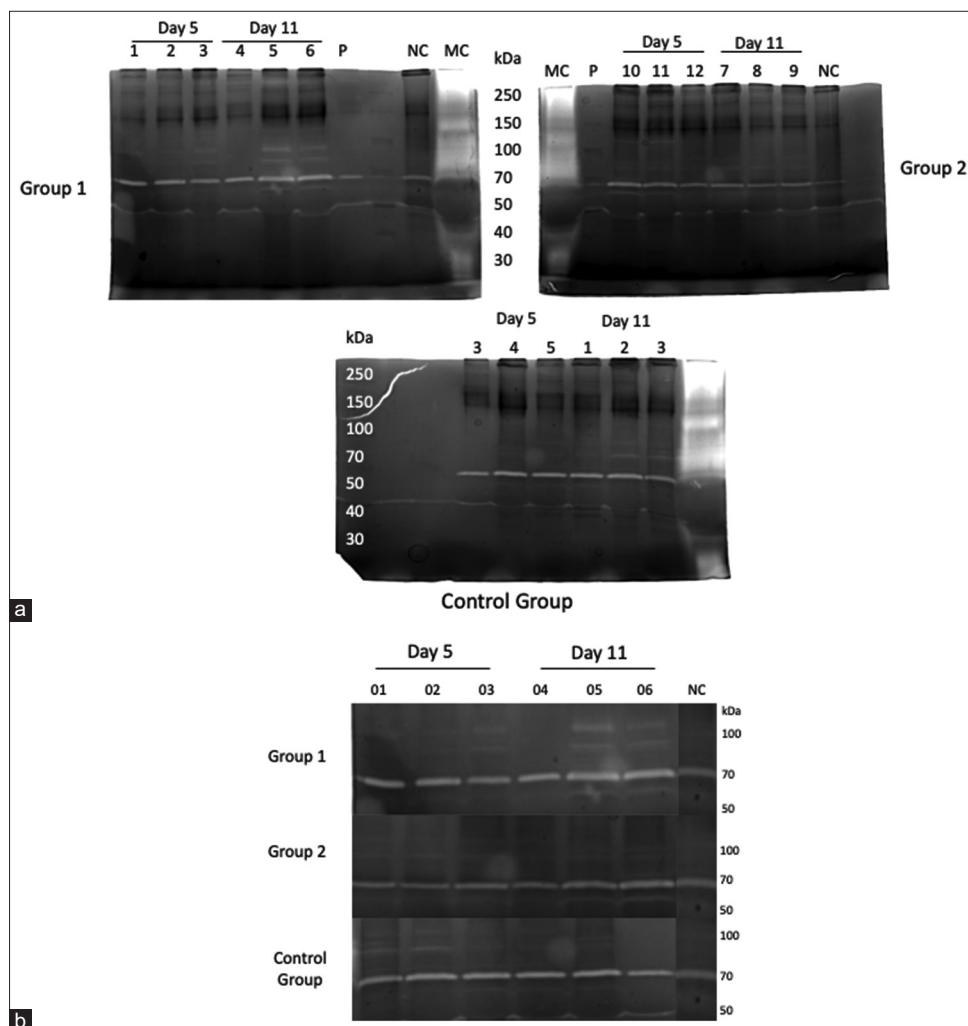 Day 5 Day 11
1 2 3 4 5 6 P NC MC
kDa
250
150
100
70
50
40
30
Group 1
Day 5 Day 11
MC P 10 11 12 7 8 9 NC
Group 2
Day 5 Day 11
kDa
3 4 5 1 2 3
250
150
100
70
50
40
30
Control Group
a
Day 5 Day 11
01 02 03 04 05 06 NC
kDa
Group 1
100
70
50
Group 2
100
70
50
Control
Group
100
70
50
b